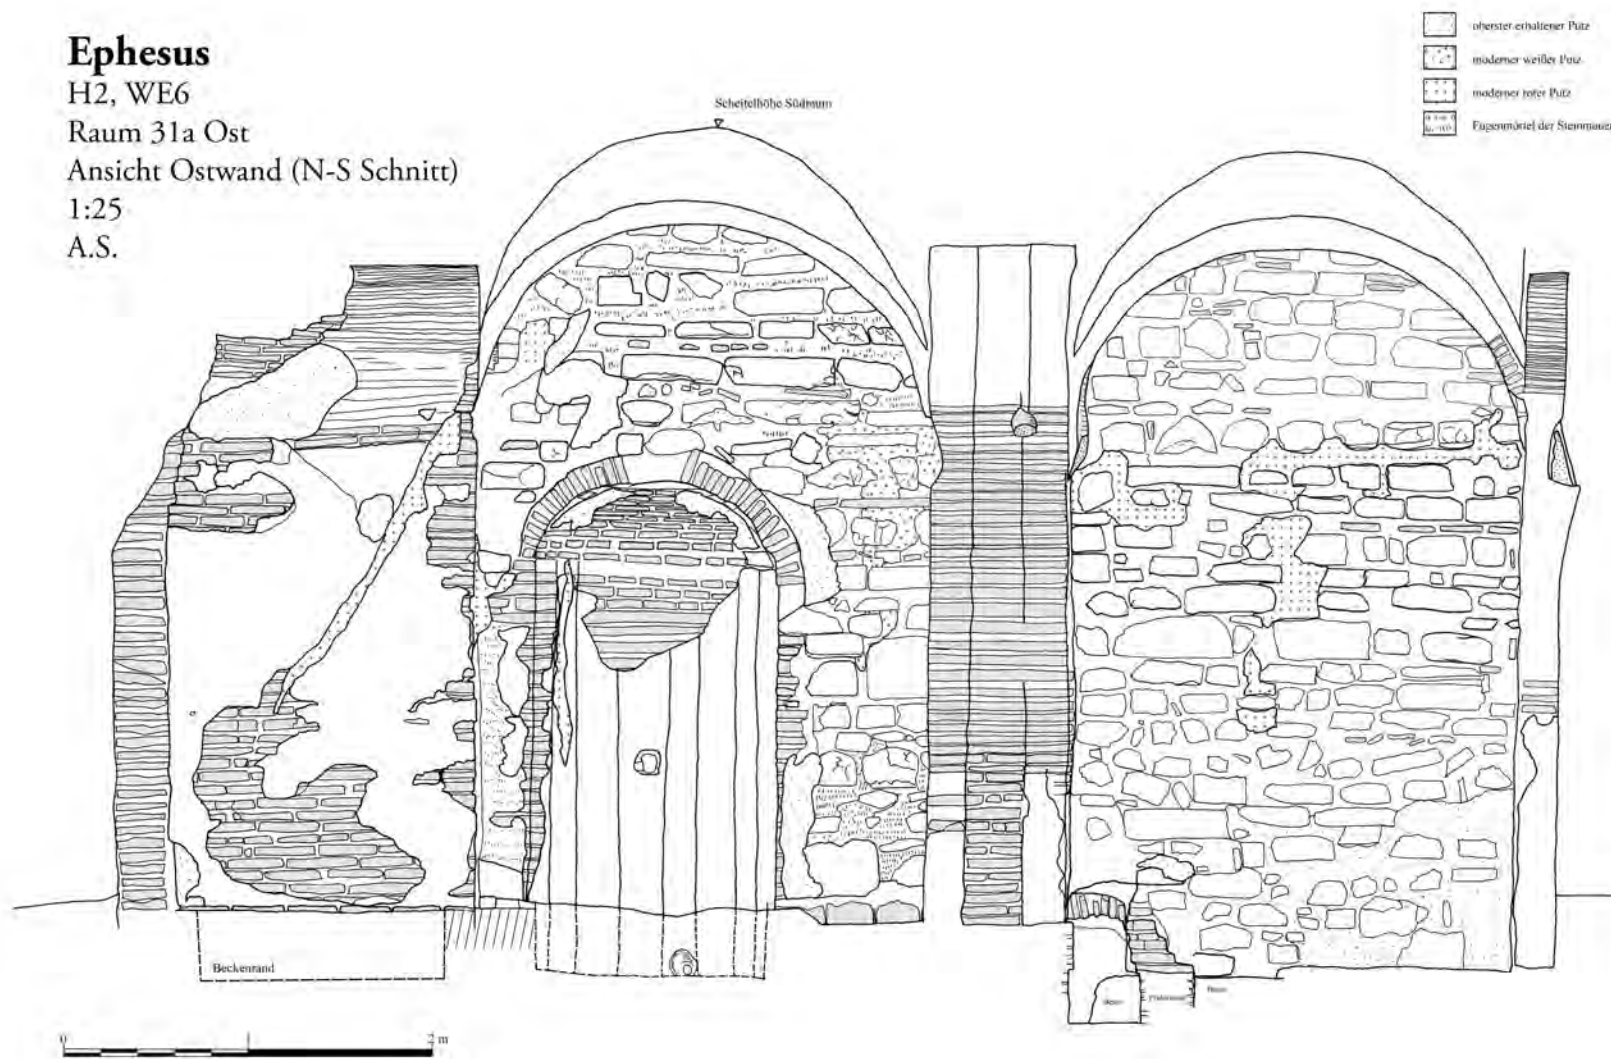 Ephesus
H2, WE6
Raum 31a Ost
Ansicht Ostwand (N-S Schnitt)
1:25
A.S.
Scheitelhöhe Südraum
oberster erhaltener Putz
moderner weißer Putz
moderner roter Putz
Fugenmörtel der Steinmauer
Beckenrand
0
1
2 m